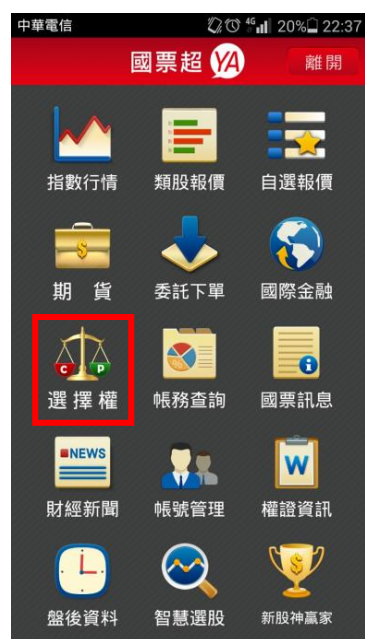 中華電信 4G 20% 22:37
國票超 YA 離開
指數行情 類股報價 自選報價
$
期 貨 委託下單 國際金融
C P i
選擇權 帳務查詢 國票訊息
NEWS W
財經新聞 帳號管理 權證資訊
$
盤後資料 智慧選股 新股神贏家